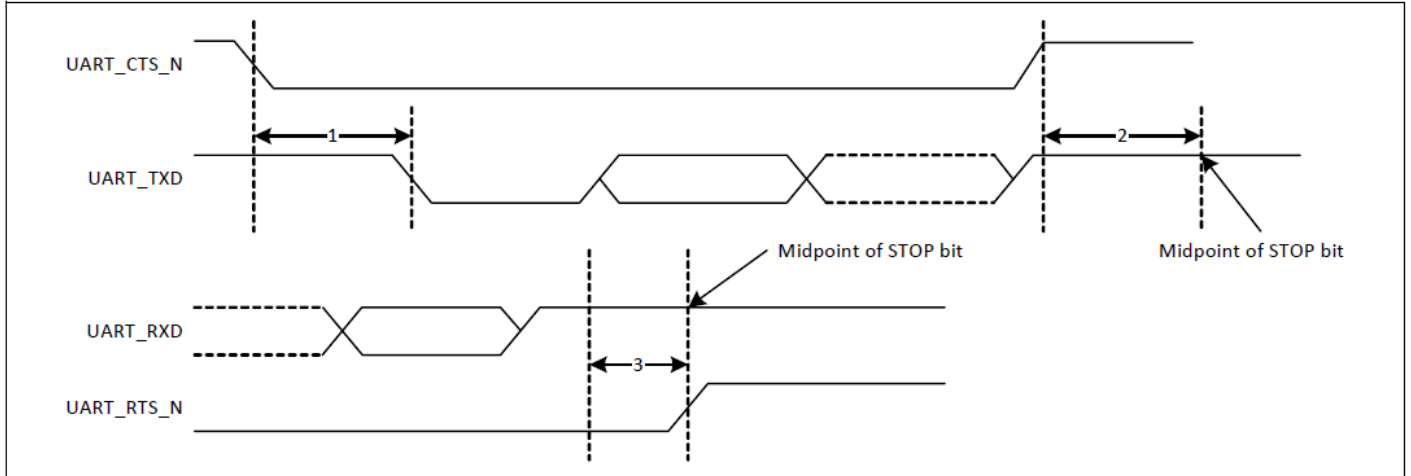 UART_CTS_N
1
2
UART_TXD
Midpoint of STOP bit
Midpoint of STOP bit
UART_RXD
3
UART_RTS_N